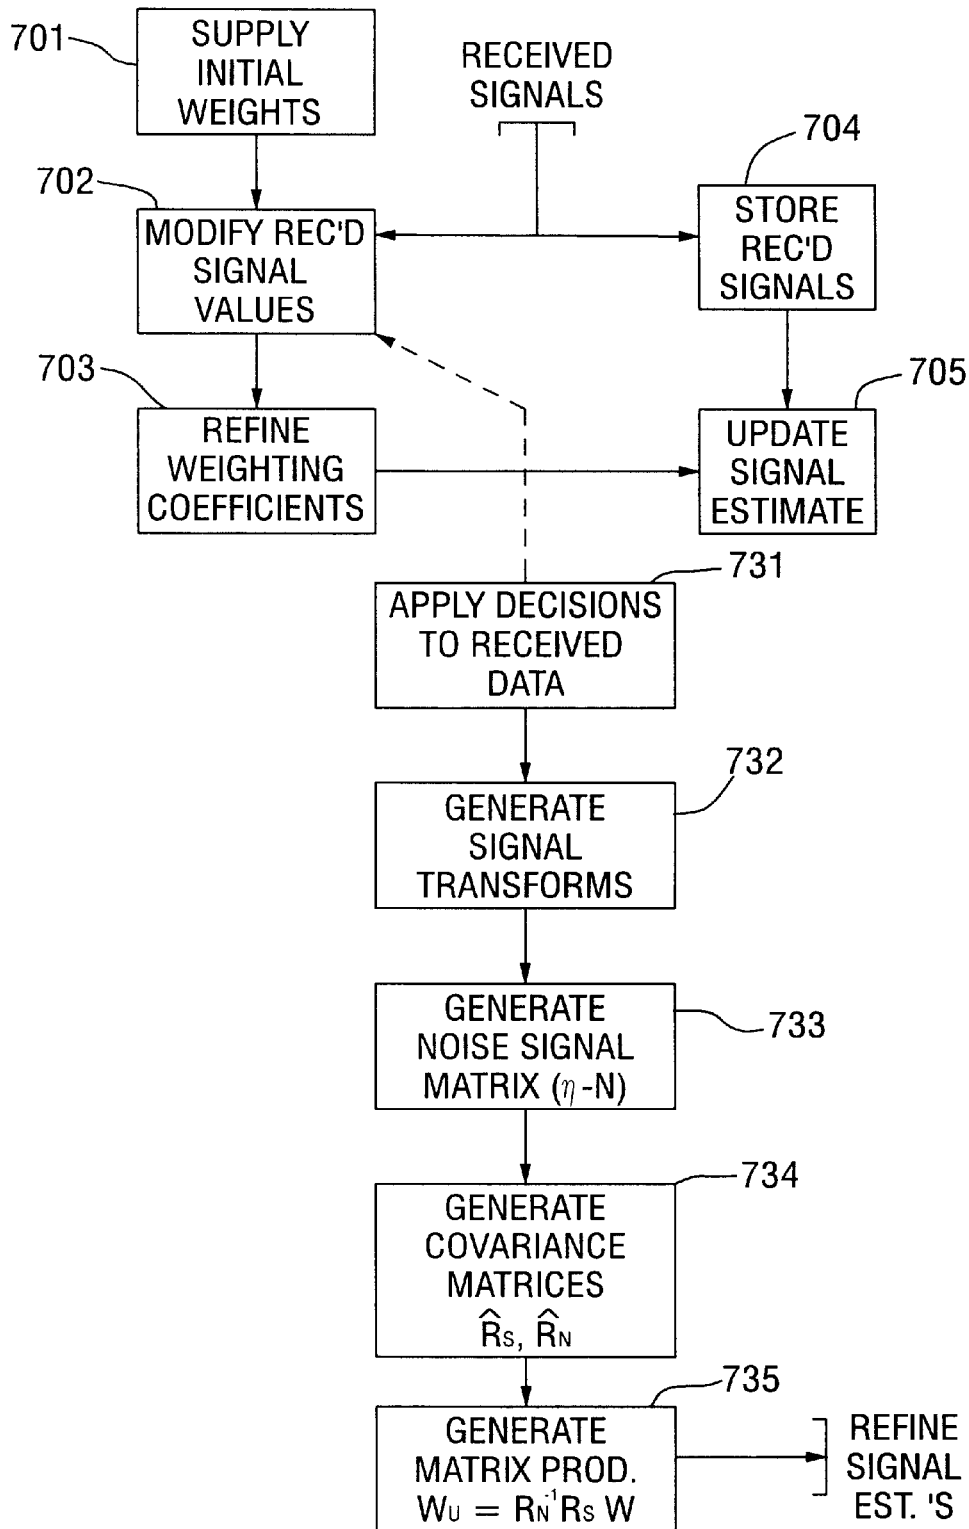 701
SUPPLY
INITIAL
WEIGHTS
RECEIVED
SIGNALS
702
MODIFY REC'D
SIGNAL
VALUES
704
STORE
REC'D
SIGNALS
703
REFINE
WEIGHTING
COEFFICIENTS
705
UPDATE
SIGNAL
ESTIMATE
731
APPLY DECISIONS
TO RECEIVED
DATA
732
GENERATE
SIGNAL
TRANSFORMS
733
GENERATE
NOISE SIGNAL
MATRIX (η-N)
734
GENERATE
COVARIANCE
MATRICES
R̂S, R̂N
735
GENERATE
MATRIX PROD.
WU = RN⁻¹RS W
REFINE
SIGNAL
EST. 'S